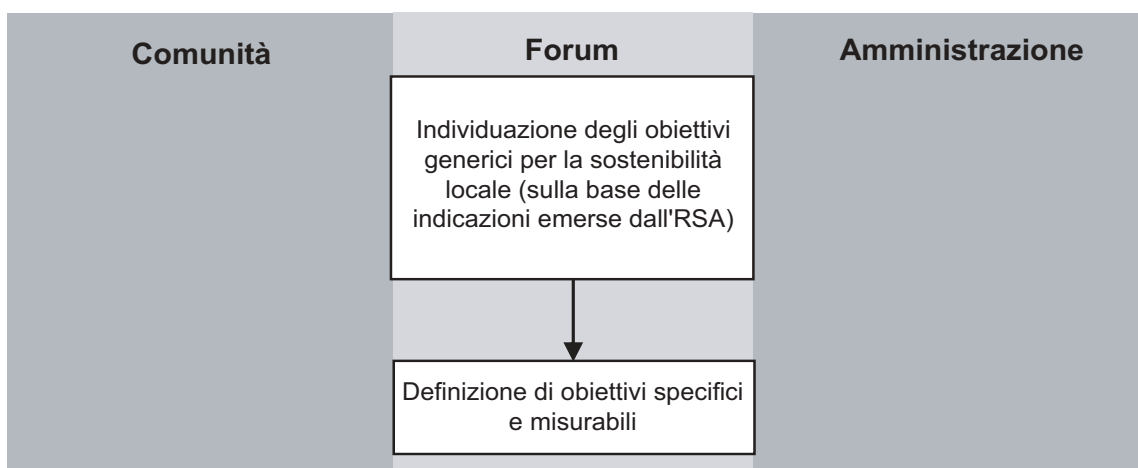 Comunità
Forum
Amministrazione
Individuazione degli obiettivi
generici per la sostenibilità
locale (sulla base delle
indicazioni emerse dall'RSA)
Definizione di obiettivi specifici
e misurabili